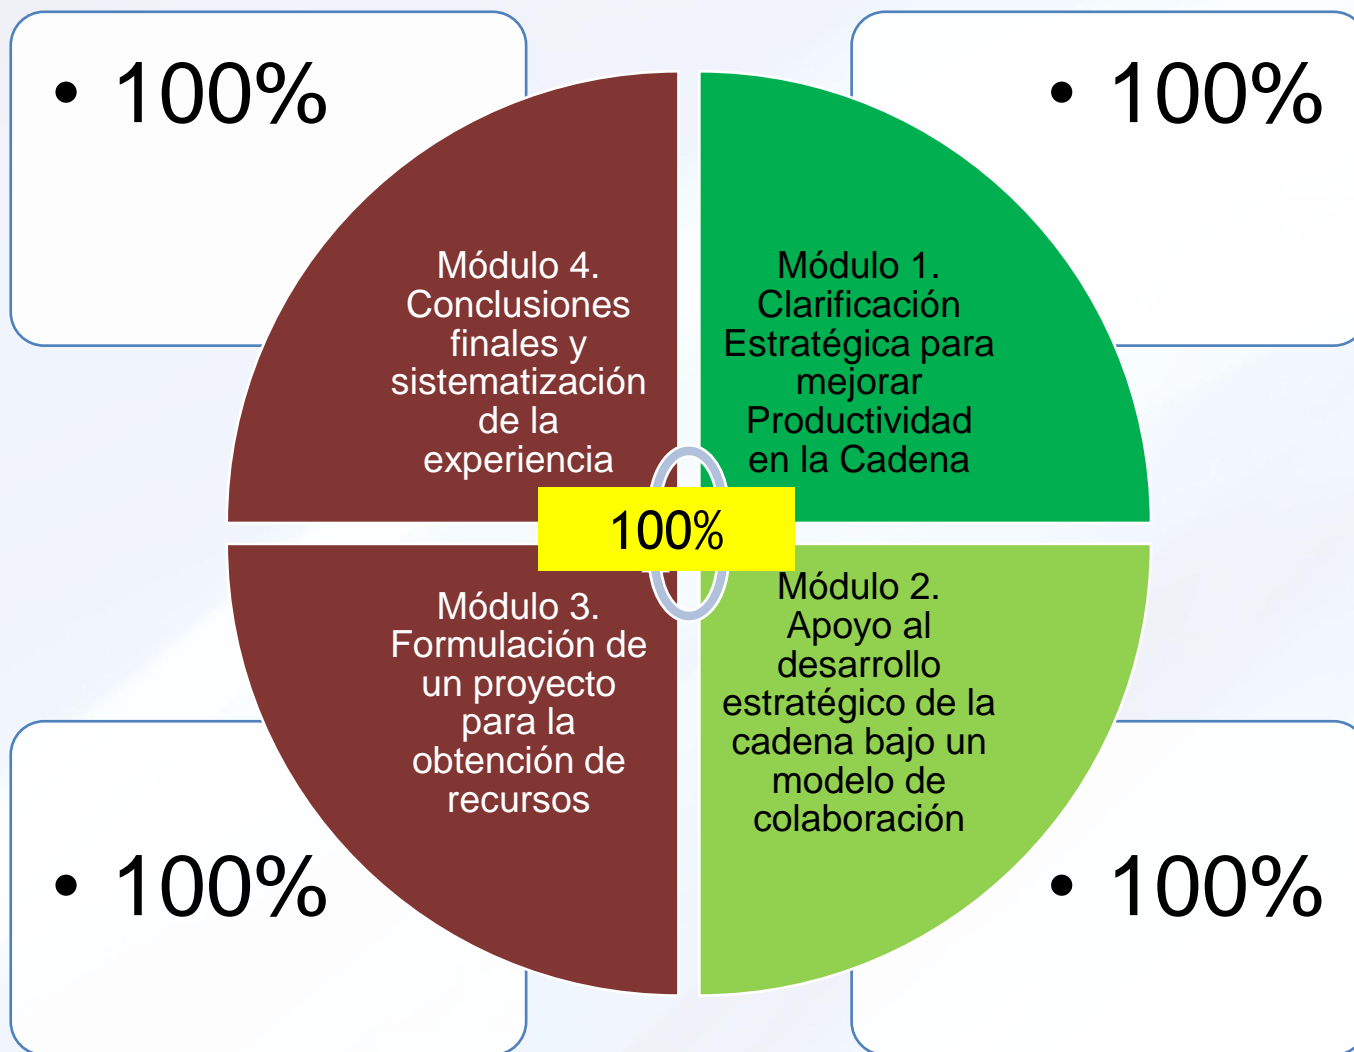 • 100%
• 100%
Módulo 4.
Conclusiones
finales y
sistematización
de la
experiencia
Módulo 1.
Clarificación
Estratégica para
mejorar
Productividad
en la Cadena
100%
Módulo 3.
Formulación de
un proyecto
para la
obtención de
recursos
Módulo 2.
Apoyo al
desarrollo
estratégico de la
cadena bajo un
modelo de
colaboración
• 100%
• 100%